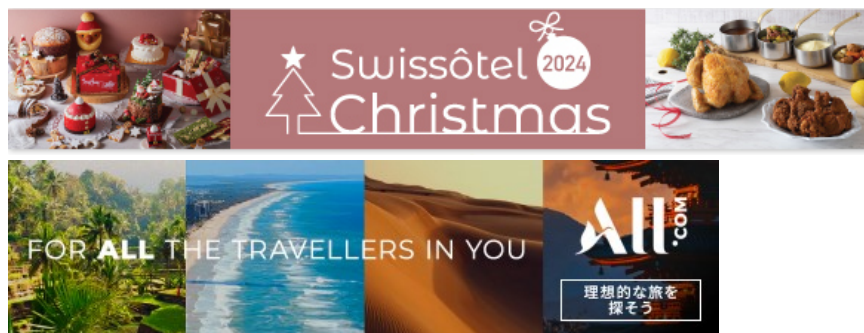 Swissôtel 2024
Christmas
FOR ALL THE TRAVELLERS IN YOU
All.COM
理想的な旅を
探そう